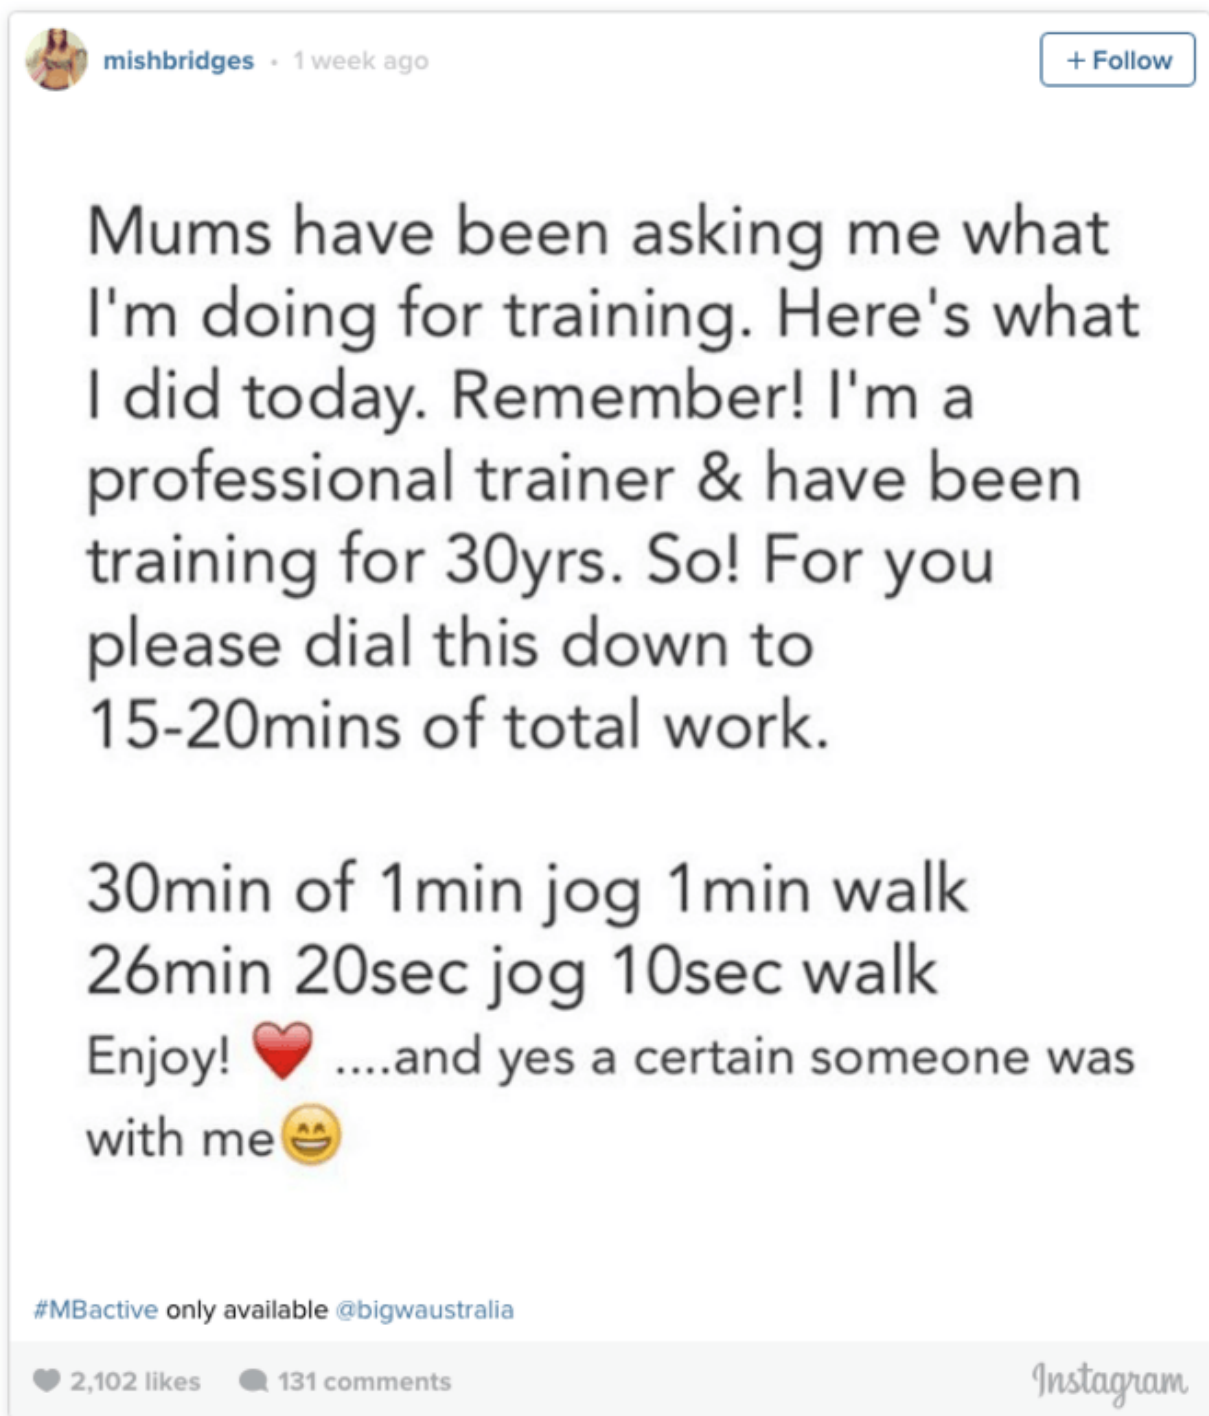 mishbridges • 1 week ago
+ Follow
Mums have been asking me what
I'm doing for training. Here's what
I did today. Remember! I'm a
professional trainer & have been
training for 30yrs. So! For you
please dial this down to
15-20mins of total work.
30min of 1min jog 1min walk
26min 20sec jog 10sec walk
Enjoy! ❤️ ....and yes a certain someone was
with me😄
#MBactive only available @bigwaustralia
2,102 likes 131 comments
Instagram